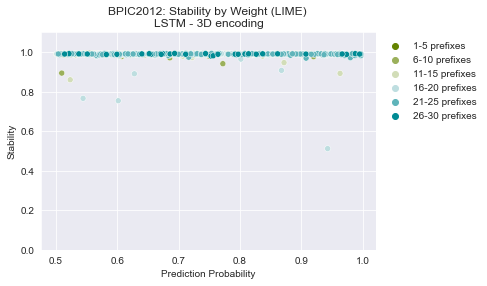 BPIC2012: Stability by Weight (LIME)
LSTM - 3D encoding
1-5 prefixes
6-10 prefixes
11-15 prefixes
16-20 prefixes
21-25 prefixes
26-30 prefixes
Stability
1.0
0.8
0.6
0.4
0.2
0.0
0.5 0.6 0.7 0.8 0.9 1.0
Prediction Probability